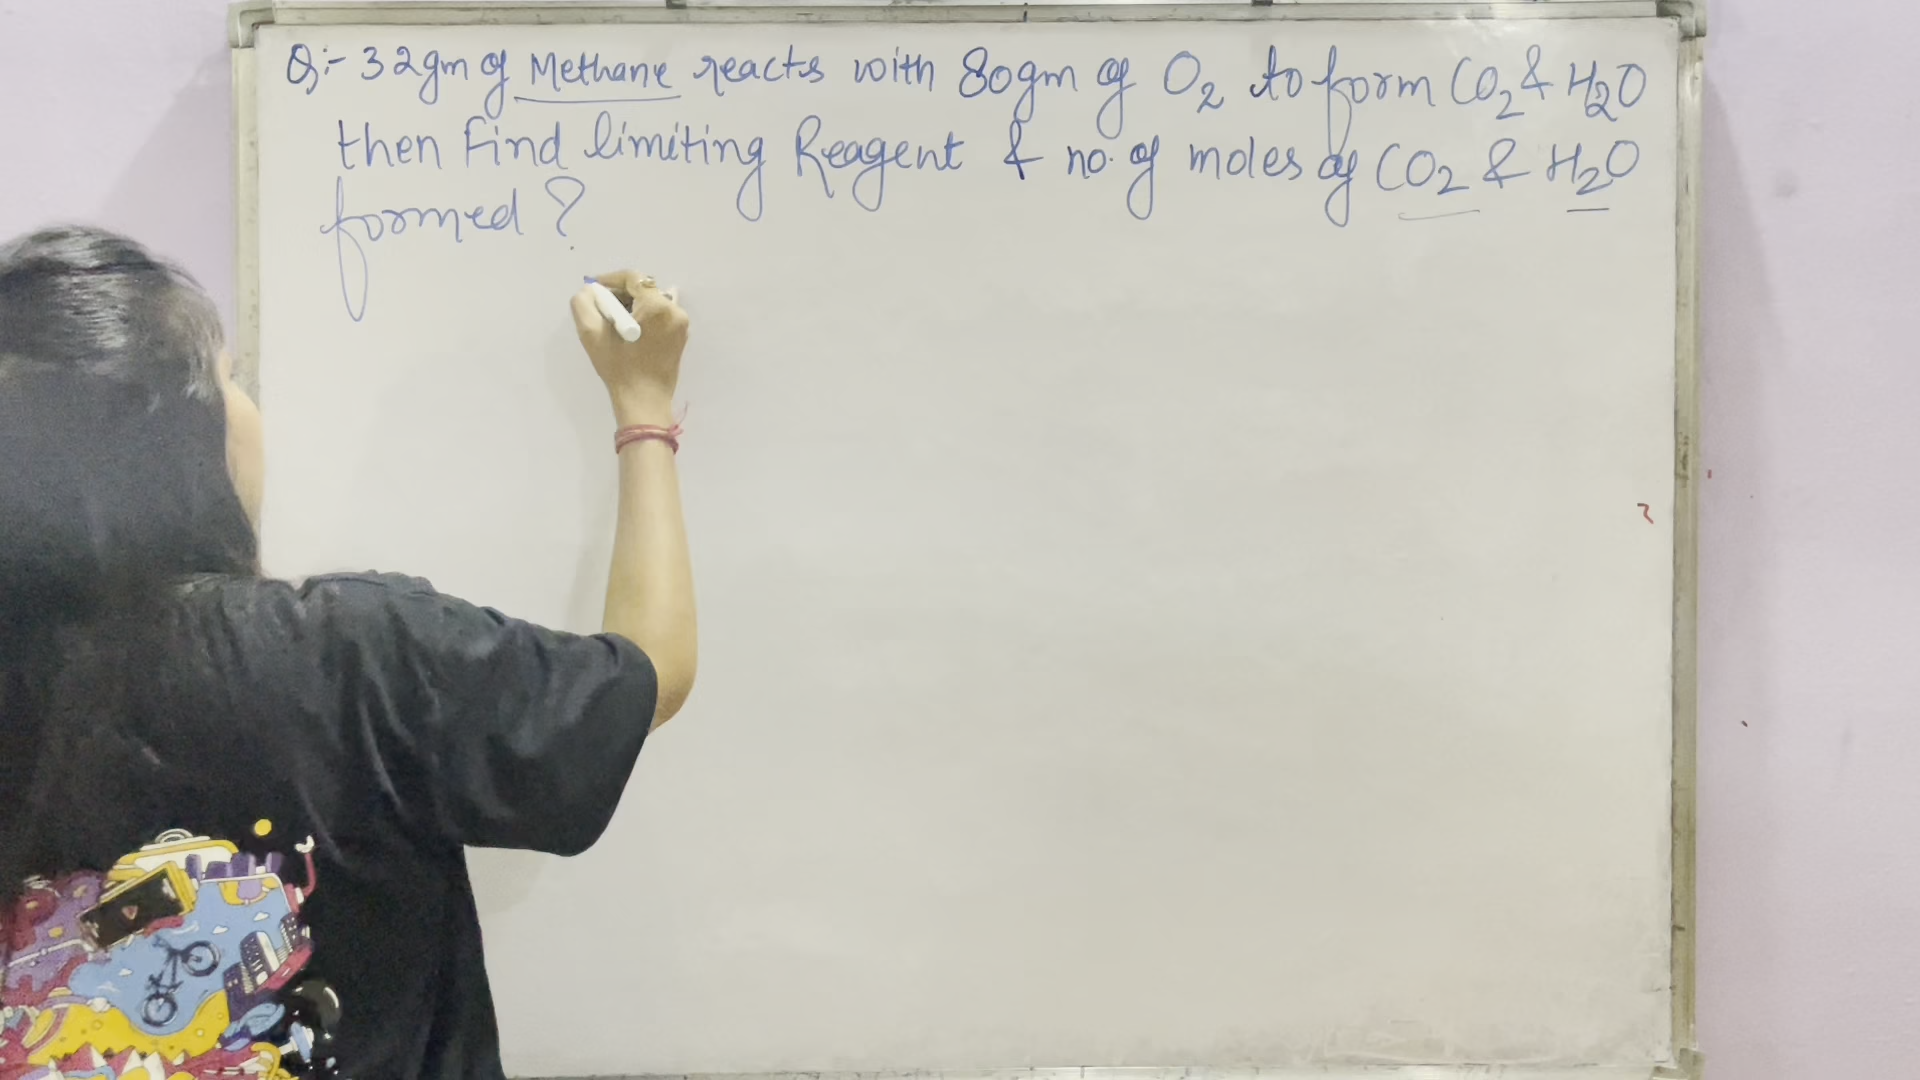 Q:- 32gm of Methane reacts with 80gm of O₂ to form CO₂ & H₂O
then Find limiting Reagent & no. of moles of CO₂ & H₂O
formed ?